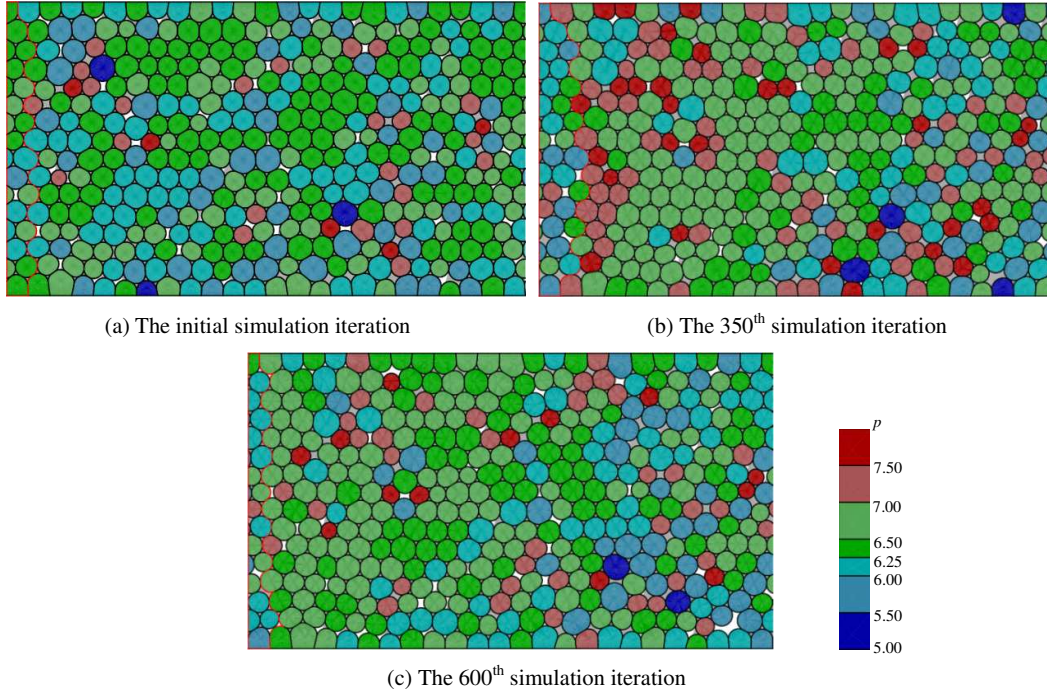 (a) The initial simulation iteration
(b) The 350th simulation iteration
p
7.50
7.00
6.50
6.25
6.00
5.50
5.00
(c) The 600th simulation iteration